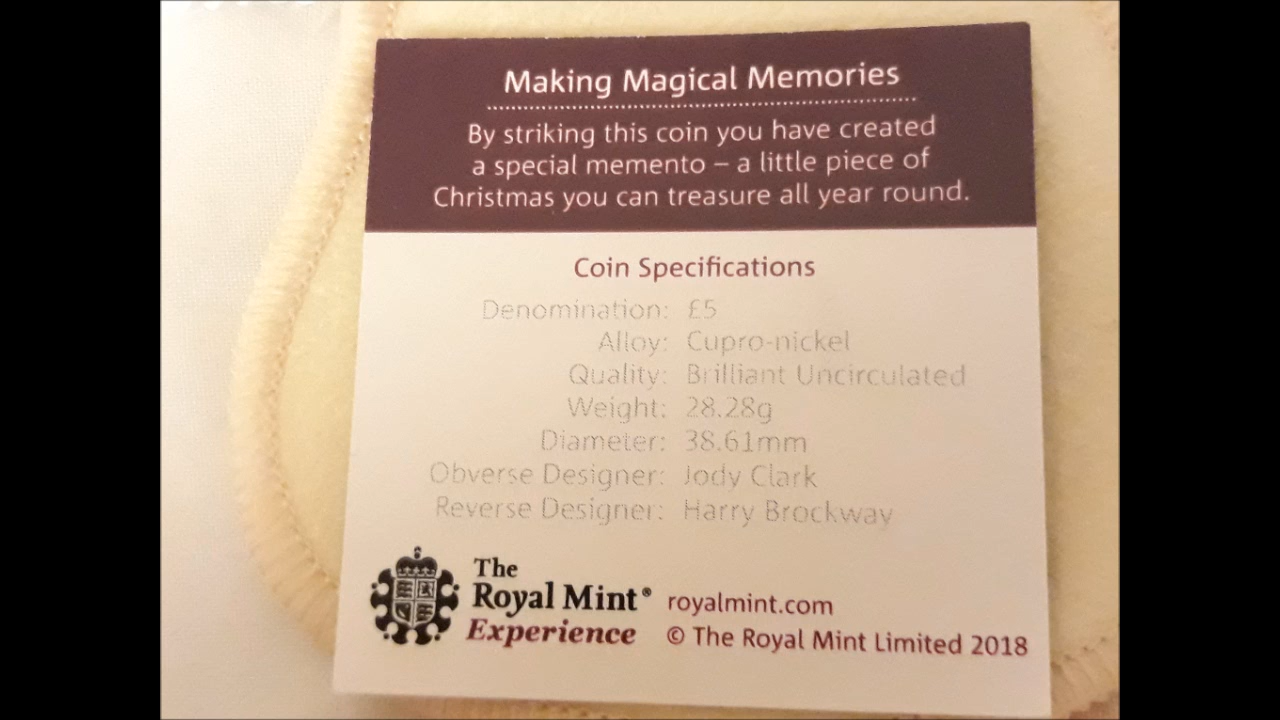 Making Magical Memories
By striking this coin you have created
a special memento – a little piece of
Christmas you can treasure all year round.
Coin Specifications
Denomination: £5
Alloy: Cupro-nickel
Quality: Brilliant Uncirculated
Weight: 28.28g
Diameter: 38.61mm
Obverse Designer: Jody Clark
Reverse Designer: Harry Brockway
The
Royal Mint®
Experience
royalmint.com
© The Royal Mint Limited 2018